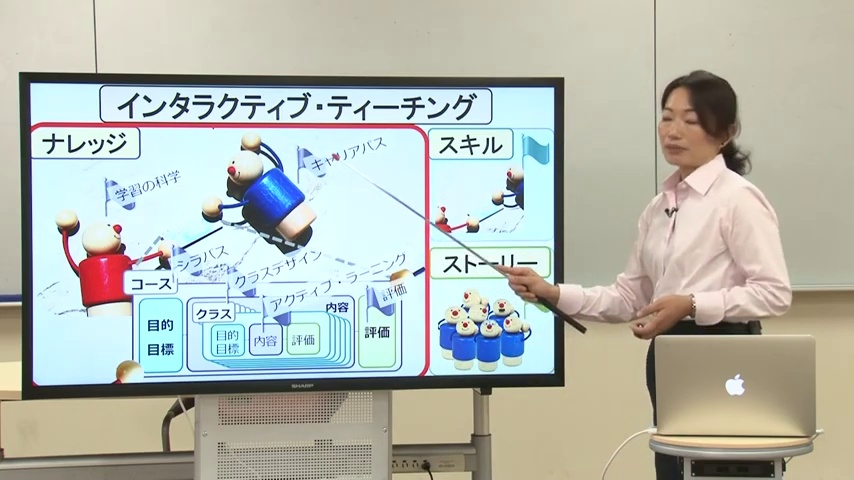 インタラクティブ・ティーチング
ナレッジ
スキル
キャリアパス
学習の科学
シラバス
クラスデザイン
アクティブ・ラーニング
評価
ストーリー
コース
クラス
内容
目的
目標
目的
目標
内容
評価
評価
SHARP